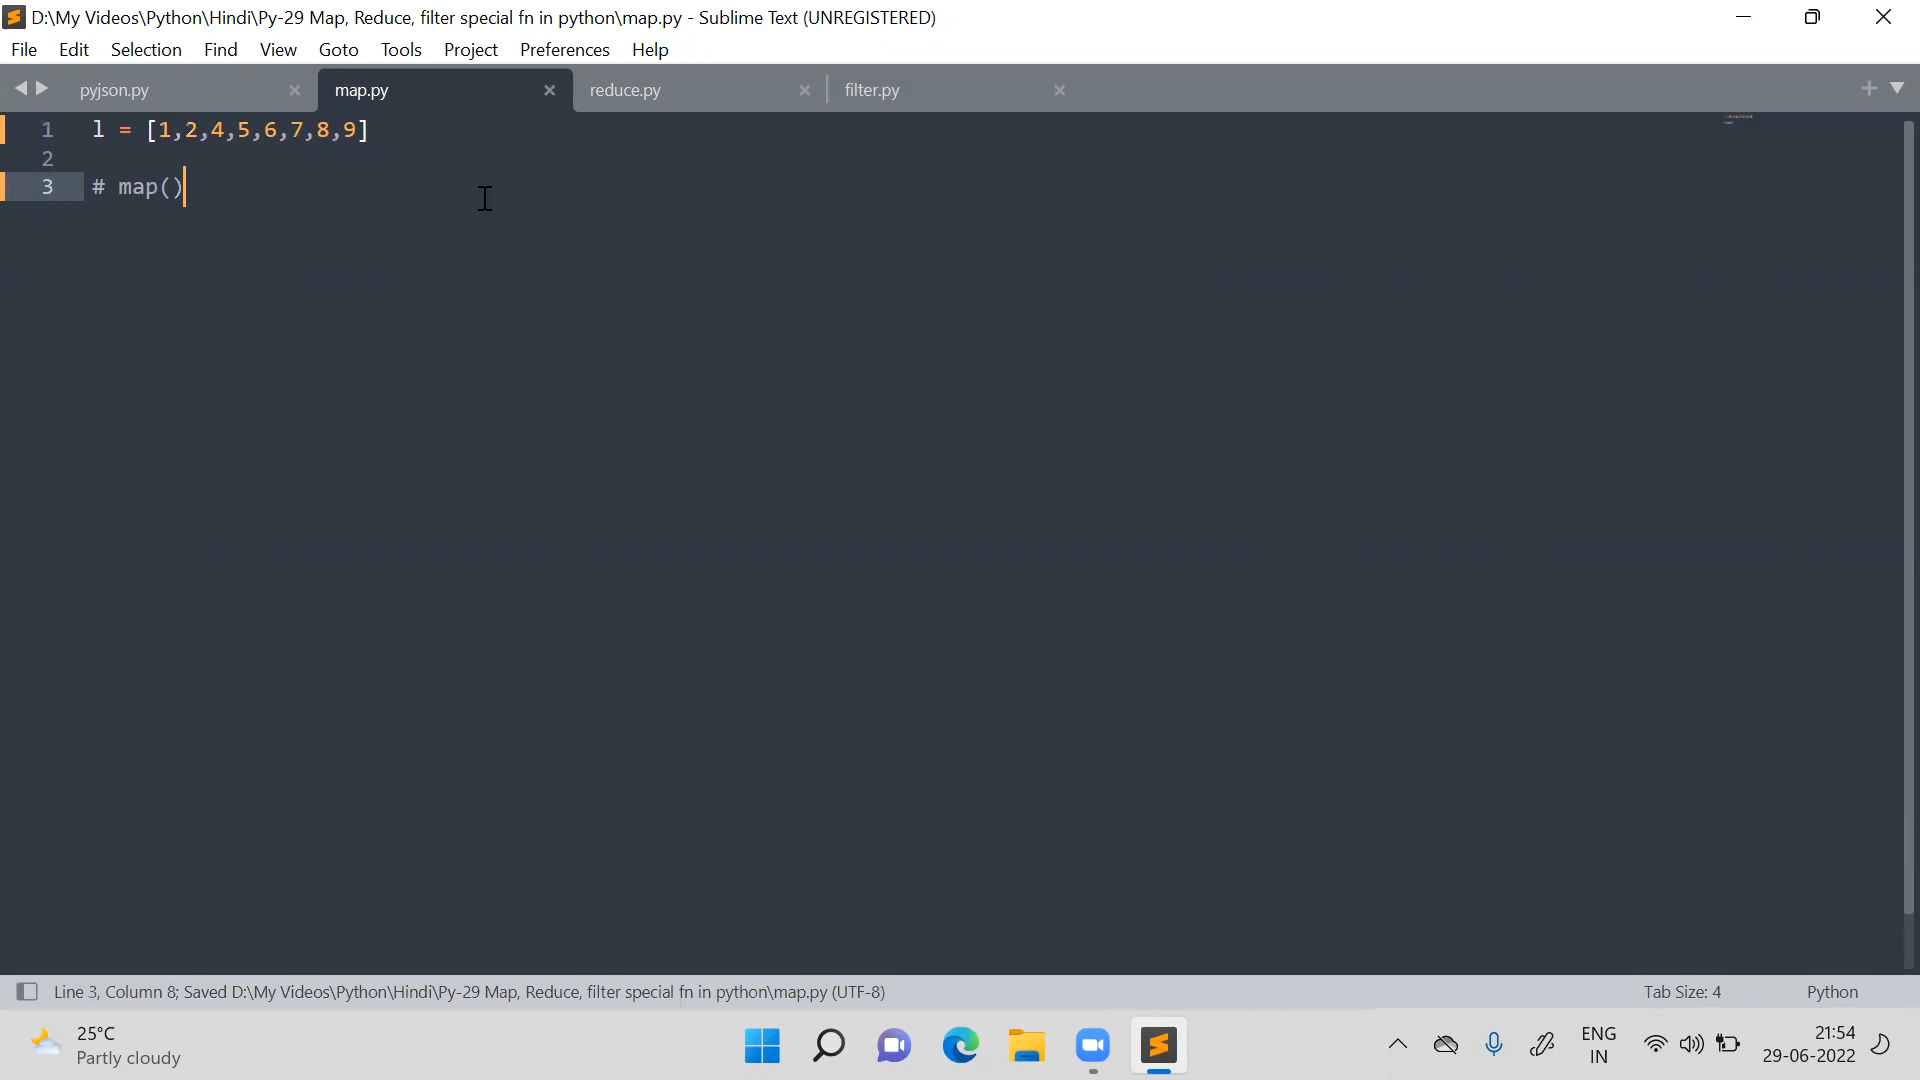 D:\My Videos\Python\Hindi\Py-29 Map, Reduce, filter special fn in python\map.py - Sublime Text (UNREGISTERED)
File Edit Selection Find View Goto Tools Project Preferences Help
pyjson.py map.py reduce.py filter.py
1 l = [1,2,4,5,6,7,8,9]
2
3 # map()
Line 3, Column 8; Saved D:\My Videos\Python\Hindi\Py-29 Map, Reduce, filter special fn in python\map.py (UTF-8) Tab Size: 4 Python
25°C
Partly cloudy
ENG
IN
21:54
29-06-2022